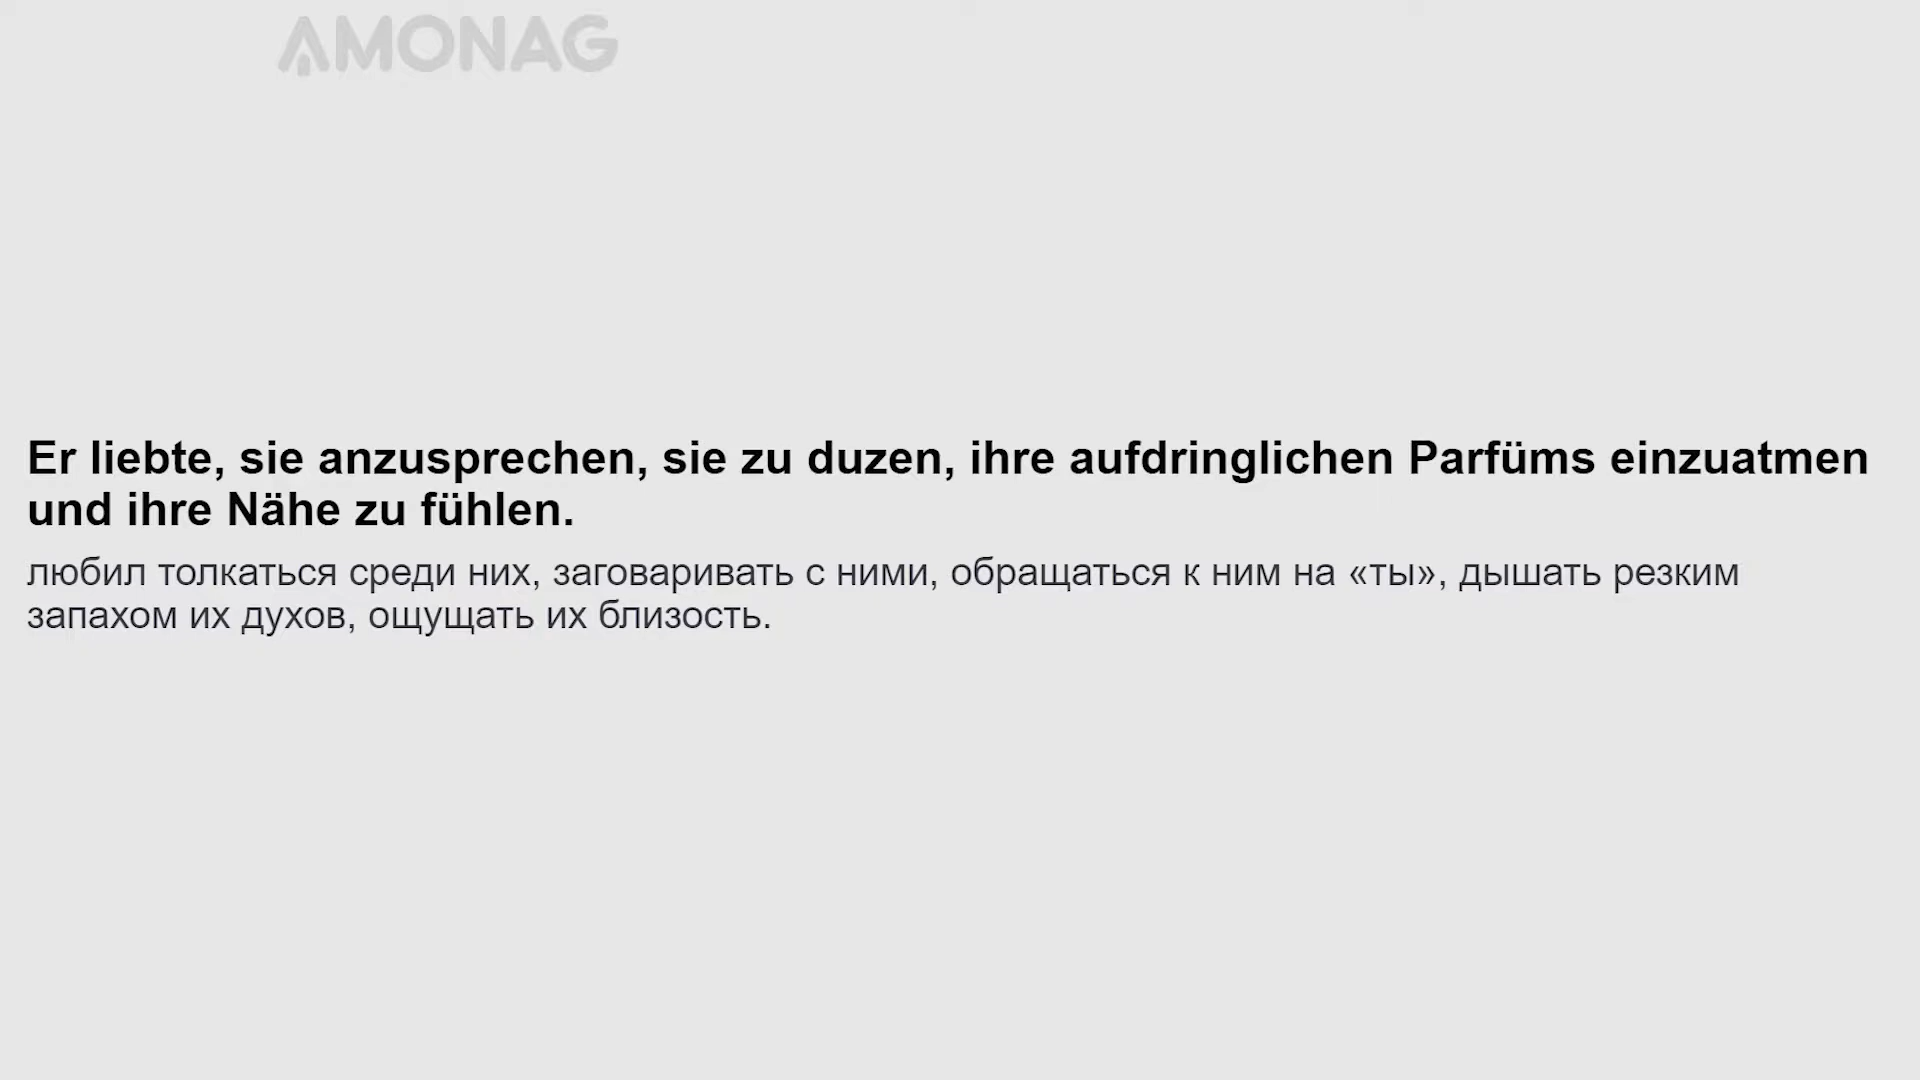 AMONAG
Er liebte, sie anzusprechen, sie zu duzen, ihre aufdringlichen Parfüms einzuatmen
und ihre Nähe zu fühlen.
любил толкаться среди них, заговаривать с ними, обращаться к ним на «ты», дышать резким
запахом их духов, ощущать их близость.